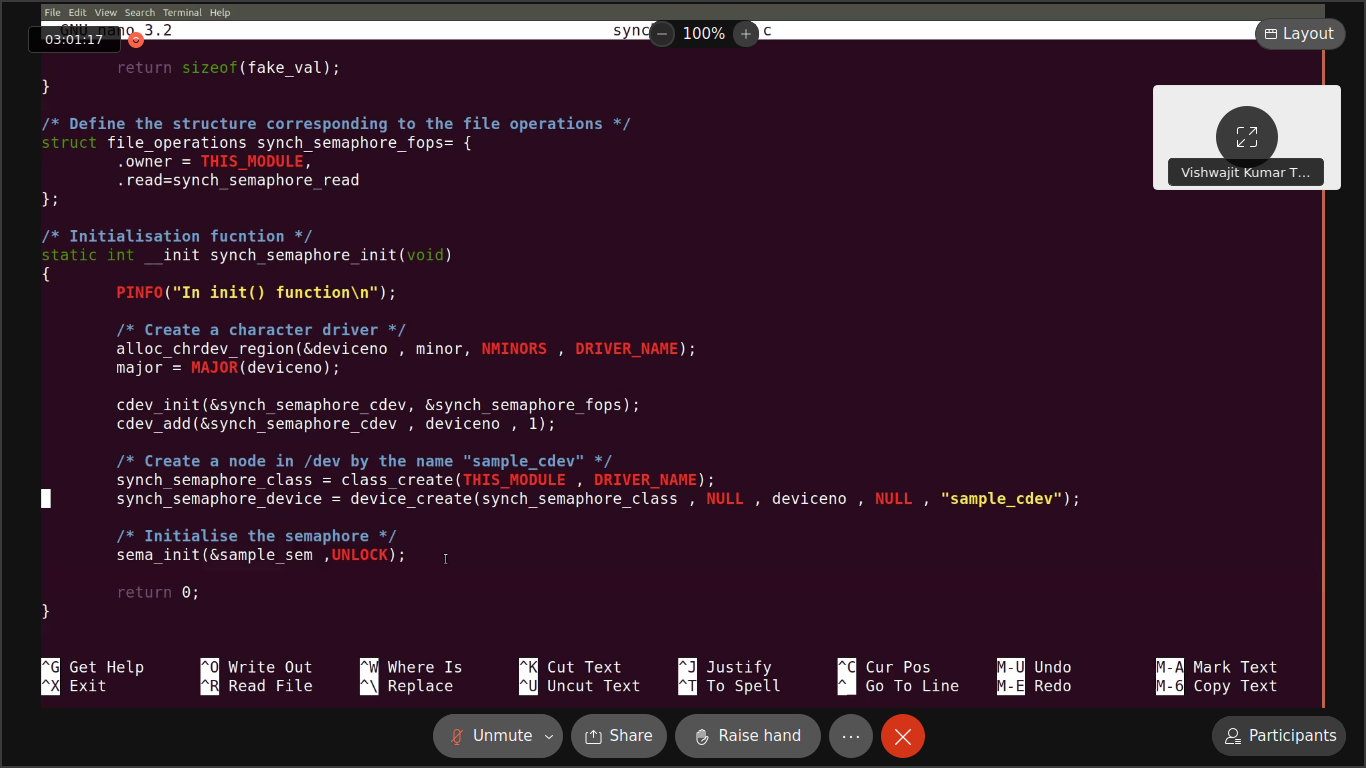 File Edit View Search Terminal Help
GNU nano 3.2 sync c
03:01:17
100%
Layout
return sizeof(fake_val);
}
/* Define the structure corresponding to the file operations */
struct file_operations synch_semaphore_fops= {
.owner = THIS_MODULE,
.read=synch_semaphore_read
};
Vishwajit Kumar T...
/* Initialisation fucntion */
static int __init synch_semaphore_init(void)
{
PINFO("In init() function\n");
/* Create a character driver */
alloc_chrdev_region(&deviceno , minor, NMINORS , DRIVER_NAME);
major = MAJOR(deviceno);
cdev_init(&synch_semaphore_cdev, &synch_semaphore_fops);
cdev_add(&synch_semaphore_cdev , deviceno , 1);
/* Create a node in /dev by the name "sample_cdev" */
synch_semaphore_class = class_create(THIS_MODULE , DRIVER_NAME);
synch_semaphore_device = device_create(synch_semaphore_class , NULL , deviceno , NULL , "sample_cdev");
/* Initialise the semaphore */
sema_init(&sample_sem ,UNLOCK);
return 0;
}
^G Get Help ^O Write Out ^W Where Is ^K Cut Text ^J Justify ^C Cur Pos M-U Undo M-A Mark Text
^X Exit ^R Read File ^\ Replace ^U Uncut Text ^T To Spell ^_ Go To Line M-E Redo M-6 Copy Text
Unmute Share Raise hand ... Participants